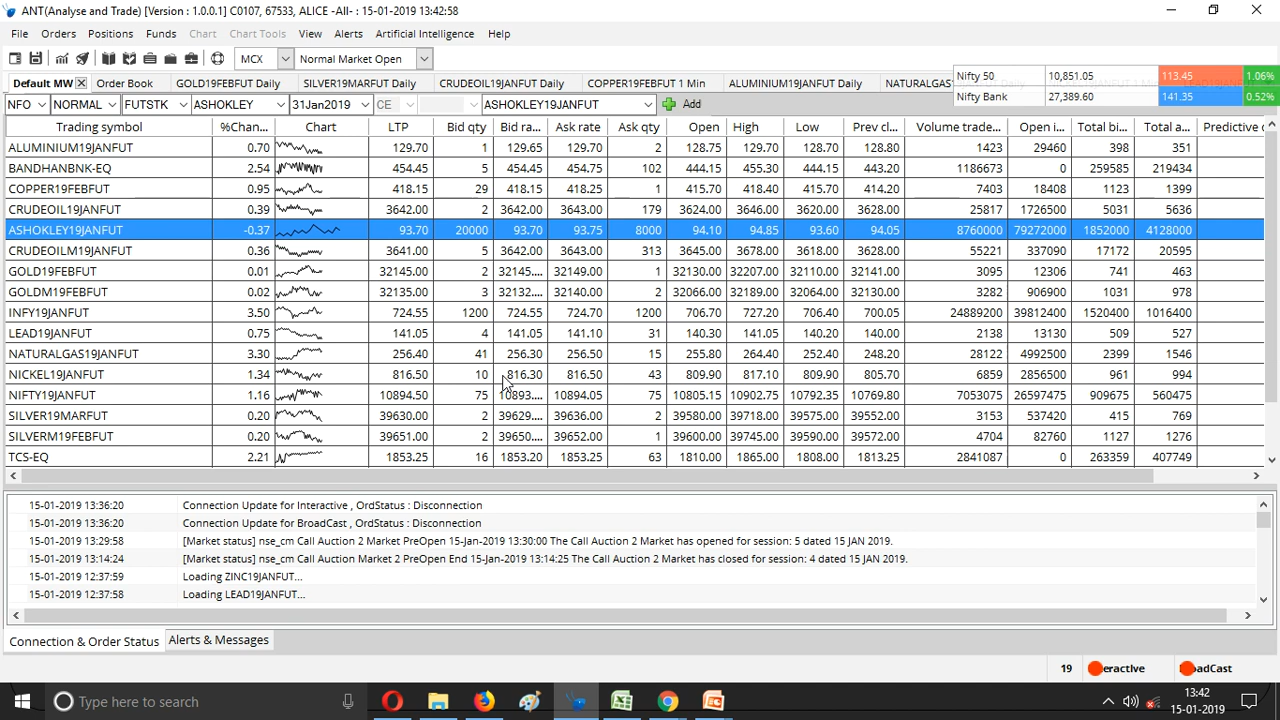 ANT(Analyse and Trade) [Version : 1.0.0.1] C0107, 67533, ALICE -All- : 15-01-2019 13:42:58
File Orders Positions Funds Chart Chart Tools View Alerts Artificial Intelligence Help
MCX Normal Market Open
Default MW Order Book GOLD19FEBFUT Daily SILVER19MARFUT Daily CRUDEOIL19JANFUT Daily COPPER19FEBFUT 1 Min ALUMINIUM19JANFUT Daily NATURALGAS
Nifty 50 10,851.05 113.45 1.06%
Nifty Bank 27,389.60 141.35 0.52%
NFO NORMAL FUTSTK ASHOKLEY 31Jan2019 CE ASHOKLEY19JANFUT Add
Trading symbol %Chan... Chart LTP Bid qty Bid ra... Ask rate Ask qty Open High Low Prev cl... Volume trade... Open i... Total bi... Total a... Predictive c
ALUMINIUM19JANFUT 0.70 129.70 1 129.65 129.70 2 128.75 129.70 128.70 128.80 1423 29460 398 351
BANDHANBNK-EQ 2.54 454.45 5 454.45 454.75 102 444.15 455.30 444.15 443.20 1186673 0 259585 219434
COPPER19FEBFUT 0.95 418.15 29 418.15 418.25 1 415.70 418.40 415.70 414.20 7403 18408 1123 1399
CRUDEOIL19JANFUT 0.39 3642.00 2 3642.00 3643.00 179 3624.00 3646.00 3620.00 3628.00 25817 1726500 5031 5636
ASHOKLEY19JANFUT -0.37 93.70 20000 93.70 93.75 8000 94.10 94.85 93.60 94.05 8760000 79272000 1852000 4128000
CRUDEOILM19JANFUT 0.36 3641.00 5 3642.00 3643.00 313 3645.00 3678.00 3618.00 3628.00 55221 337090 17172 20595
GOLD19FEBFUT 0.01 32145.00 2 32145.... 32149.00 1 32130.00 32207.00 32110.00 32141.00 3095 12306 741 463
GOLDM19FEBFUT 0.02 32135.00 3 32132.... 32140.00 2 32066.00 32189.00 32064.00 32130.00 3282 906900 1031 978
INFY19JANFUT 3.50 724.55 1200 724.55 724.70 1200 706.70 727.20 706.40 700.05 24889200 39812400 1520400 1016400
LEAD19JANFUT 0.75 141.05 4 141.05 141.10 31 140.30 141.05 140.20 140.00 2138 13130 509 527
NATURALGAS19JANFUT 3.30 256.40 41 256.30 256.50 15 255.80 264.40 252.40 248.20 28122 4992500 2399 1546
NICKEL19JANFUT 1.34 816.50 10 816.30 816.50 43 809.90 817.10 809.90 805.70 6859 2856500 961 994
NIFTY19JANFUT 1.16 10894.50 75 10893.... 10894.05 75 10805.15 10902.75 10792.35 10769.80 7053075 26597475 909675 560475
SILVER19MARFUT 0.20 39630.00 2 39629.... 39636.00 2 39580.00 39718.00 39575.00 39552.00 3153 537420 415 769
SILVERM19FEBFUT 0.20 39651.00 2 39650.... 39652.00 1 39600.00 39745.00 39590.00 39572.00 4704 82760 1127 1276
TCS-EQ 2.21 1853.25 16 1853.20 1853.25 63 1810.00 1865.00 1808.00 1813.25 2841087 0 263359 407749
15-01-2019 13:36:20 Connection Update for Interactive , OrdStatus : Disconnection
15-01-2019 13:36:20 Connection Update for BroadCast , OrdStatus : Disconnection
15-01-2019 13:29:58 [Market status] nse_cm Call Auction 2 Market PreOpen 15-Jan-2019 13:30:00 The Call Auction 2 Market has opened for session: 5 dated 15 JAN 2019.
15-01-2019 13:14:24 [Market status] nse_cm Call Auction Market 2 PreOpen End 15-Jan-2019 13:14:25 The Call Auction 2 Market has closed for session: 4 dated 15 JAN 2019.
15-01-2019 12:37:59 Loading ZINC19JANFUT...
15-01-2019 12:37:58 Loading LEAD19JANFUT...
Connection & Order Status Alerts & Messages
19 eractive adCast
Type here to search
13:42
15-01-2019